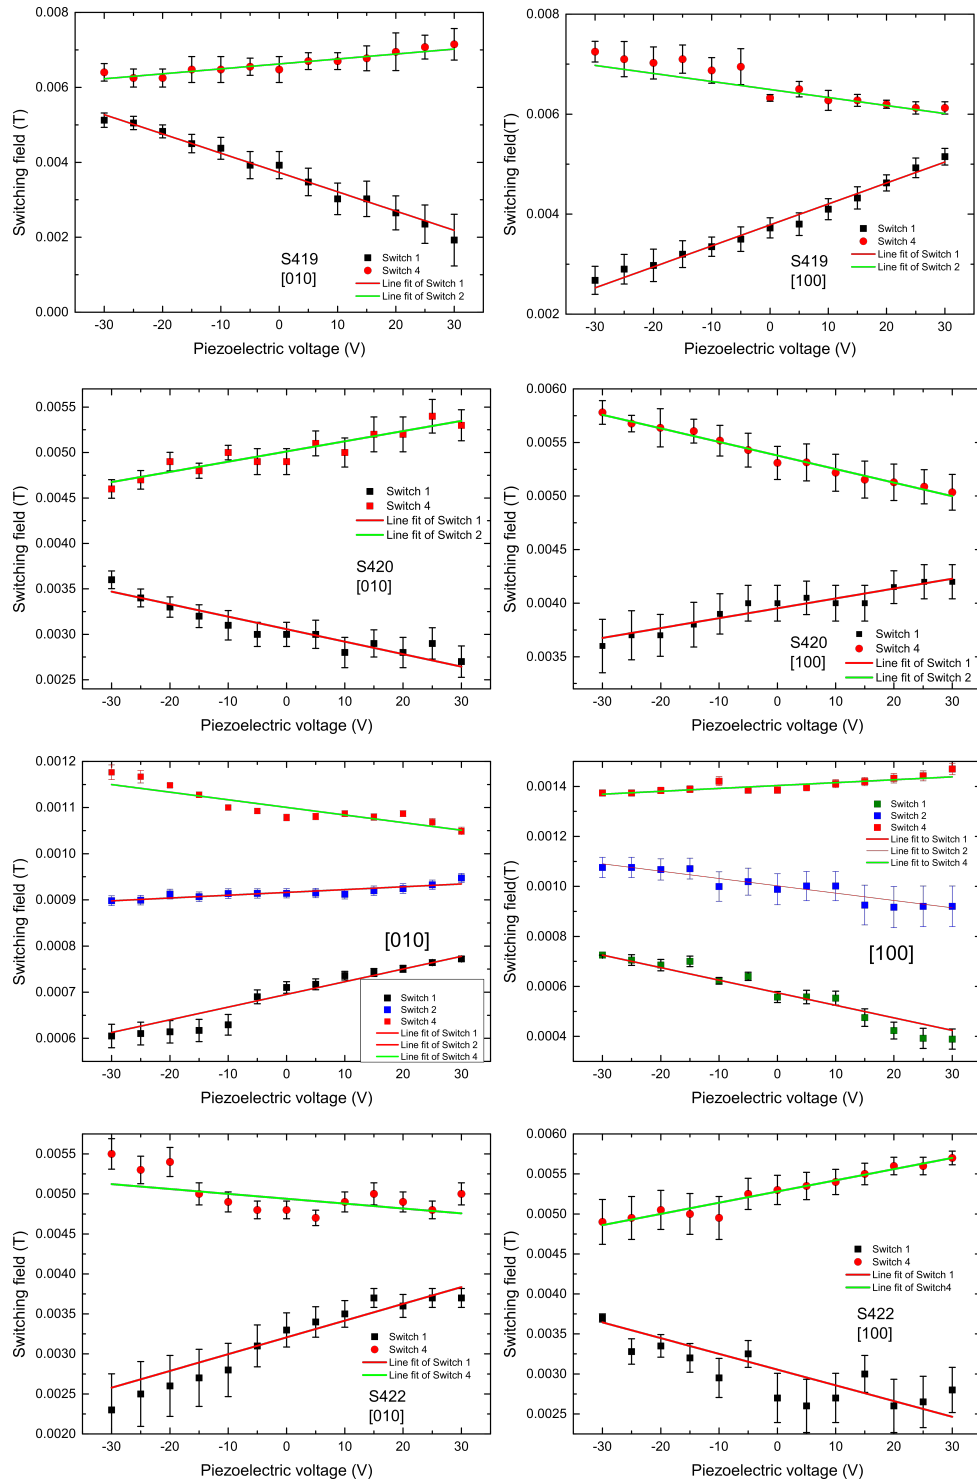 0.008
0.006
0.004
0.002
0.000
Switching field (T)
S419
[010]
Switch 1
Switch 4
Line fit of Switch 1
Line fit of Switch 2
-30 -20 -10 0 10 20 30
Piezoelectric voltage (V)
0.008
0.006
0.004
0.002
Switching field(T)
S419
[100]
Switch 1
Switch 4
Line fit of Switch 1
Line fit of Switch 2
-30 -20 -10 0 10 20 30
Piezoelectric voltage (V)
0.0055
0.0050
0.0045
0.0040
0.0035
0.0030
0.0025
Switching field (T)
Switch 1
Switch 4
Line fit of Switch 1
Line fit of Switch 2
S420
[010]
-30 -20 -10 0 10 20 30
Piezoelectric voltage (V)
0.0060
0.0055
0.0050
0.0045
0.0040
0.0035
Switching field (T)
S420
[100]
Switch 1
Switch 4
Line fit of Switch 1
Line fit of Switch 2
-30 -20 -10 0 10 20 30
Piezoelectric voltage (V)
0.0012
0.0011
0.0010
0.0009
0.0008
0.0007
0.0006
Switching field (T)
[010]
Switch 1
Switch 2
Switch 4
Line fit of Switch 1
Line fit of Switch 2
Line fit of Switch 4
-30 -20 -10 0 10 20 30
Piezoelectric voltage (V)
0.0014
0.0012
0.0010
0.0008
0.0006
0.0004
Switching field(T)
Switch 1
Switch 2
Switch 4
Line fit to Switch 1
Line fit to Switch 2
Line fit to Switch 4
[100]
-30 -20 -10 0 10 20 30
Piezoelectric voltage (V)
0.0055
0.0050
0.0045
0.0040
0.0035
0.0030
0.0025
0.0020
Switching field (T)
Switch 1
Switch 4
Line fit of Switch 1
Line fit of Switch 4
S422
[010]
-30 -20 -10 0 10 20 30
Piezoelectric voltage (V)
0.0060
0.0055
0.0050
0.0045
0.0040
0.0035
0.0030
0.0025
Switching field (T)
Switch 1
Switch 4
Line fit of Switch 1
Line fit of Switch4
S422
[100]
-30 -20 -10 0 10 20 30
Piezoelectric voltage (V)